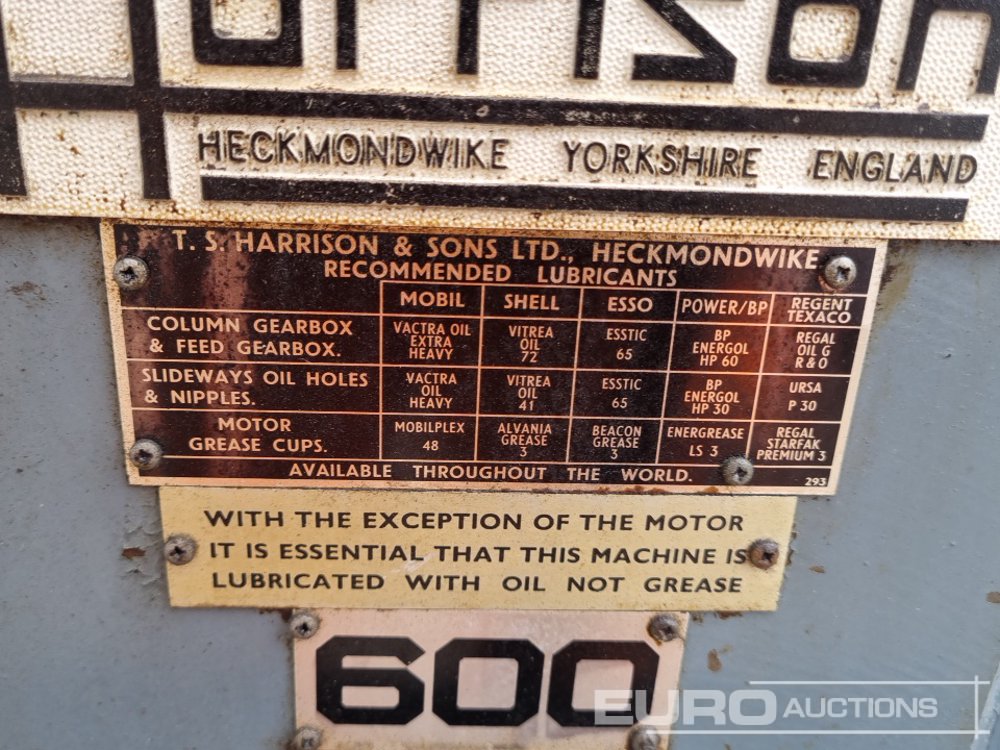 Harrison
HECKMONDWIKE YORKSHIRE ENGLAND
T. S. HARRISON & SONS LTD., HECKMONDWIKE
RECOMMENDED LUBRICANTS
MOBIL SHELL ESSO POWER/BP REGENT TEXACO
COLUMN GEARBOX & FEED GEARBOX. VACTRA OIL EXTRA HEAVY VITREA OIL 72 ESSTIC 65 BP ENERGOL HP 60 REGAL OIL G R & O
SLIDEWAYS OIL HOLES & NIPPLES. VACTRA OIL HEAVY VITREA OIL 41 ESSTIC 65 BP ENERGOL HP 30 URSA P 30
MOTOR GREASE CUPS. MOBILPLEX 48 ALVANIA GREASE 3 BEACON GREASE 3 ENERGREASE LS 3 REGAL STARFAK PREMIUM 3
AVAILABLE THROUGHOUT THE WORLD.
293
WITH THE EXCEPTION OF THE MOTOR
IT IS ESSENTIAL THAT THIS MACHINE IS
LUBRICATED WITH OIL NOT GREASE
600
EURO AUCTIONS